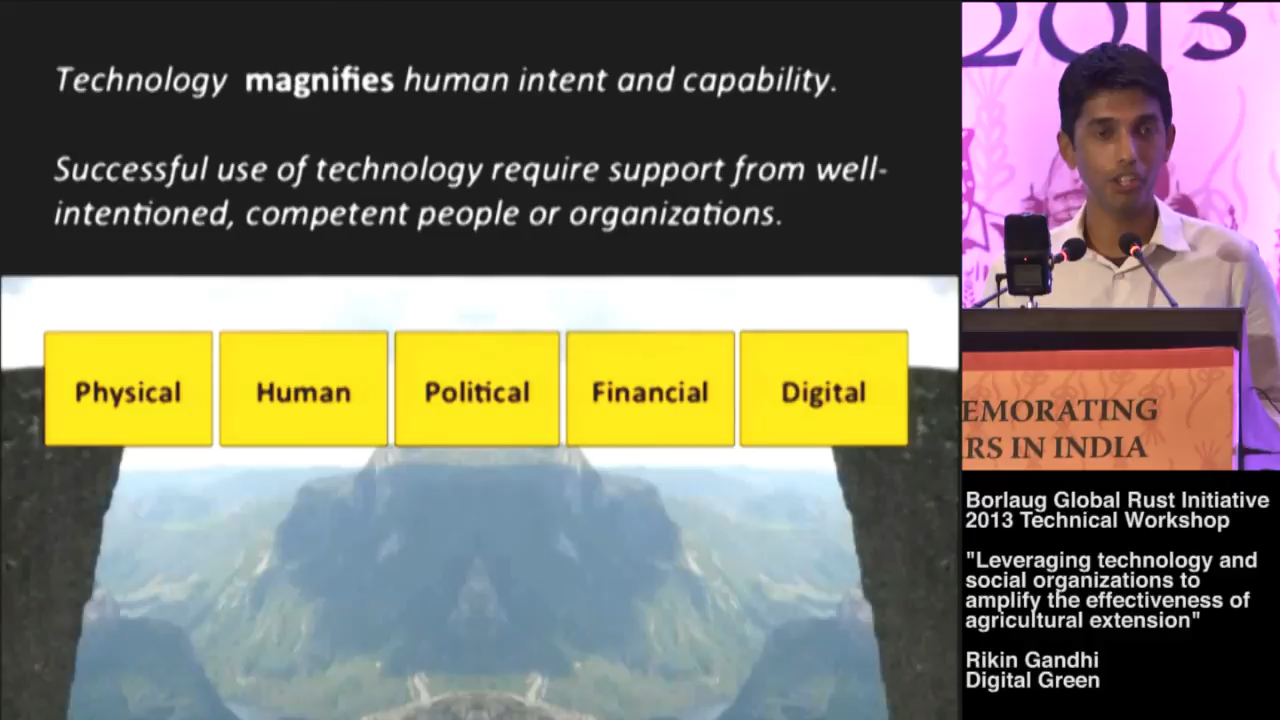 Technology magnifies human intent and capability.
Successful use of technology require support from well-
intentioned, competent people or organizations.
Physical
Human
Political
Financial
Digital
2013
EMORATING
RS IN INDIA
Borlaug Global Rust Initiative
2013 Technical Workshop
"Leveraging technology and
social organizations to
amplify the effectiveness of
agricultural extension"
Rikin Gandhi
Digital Green